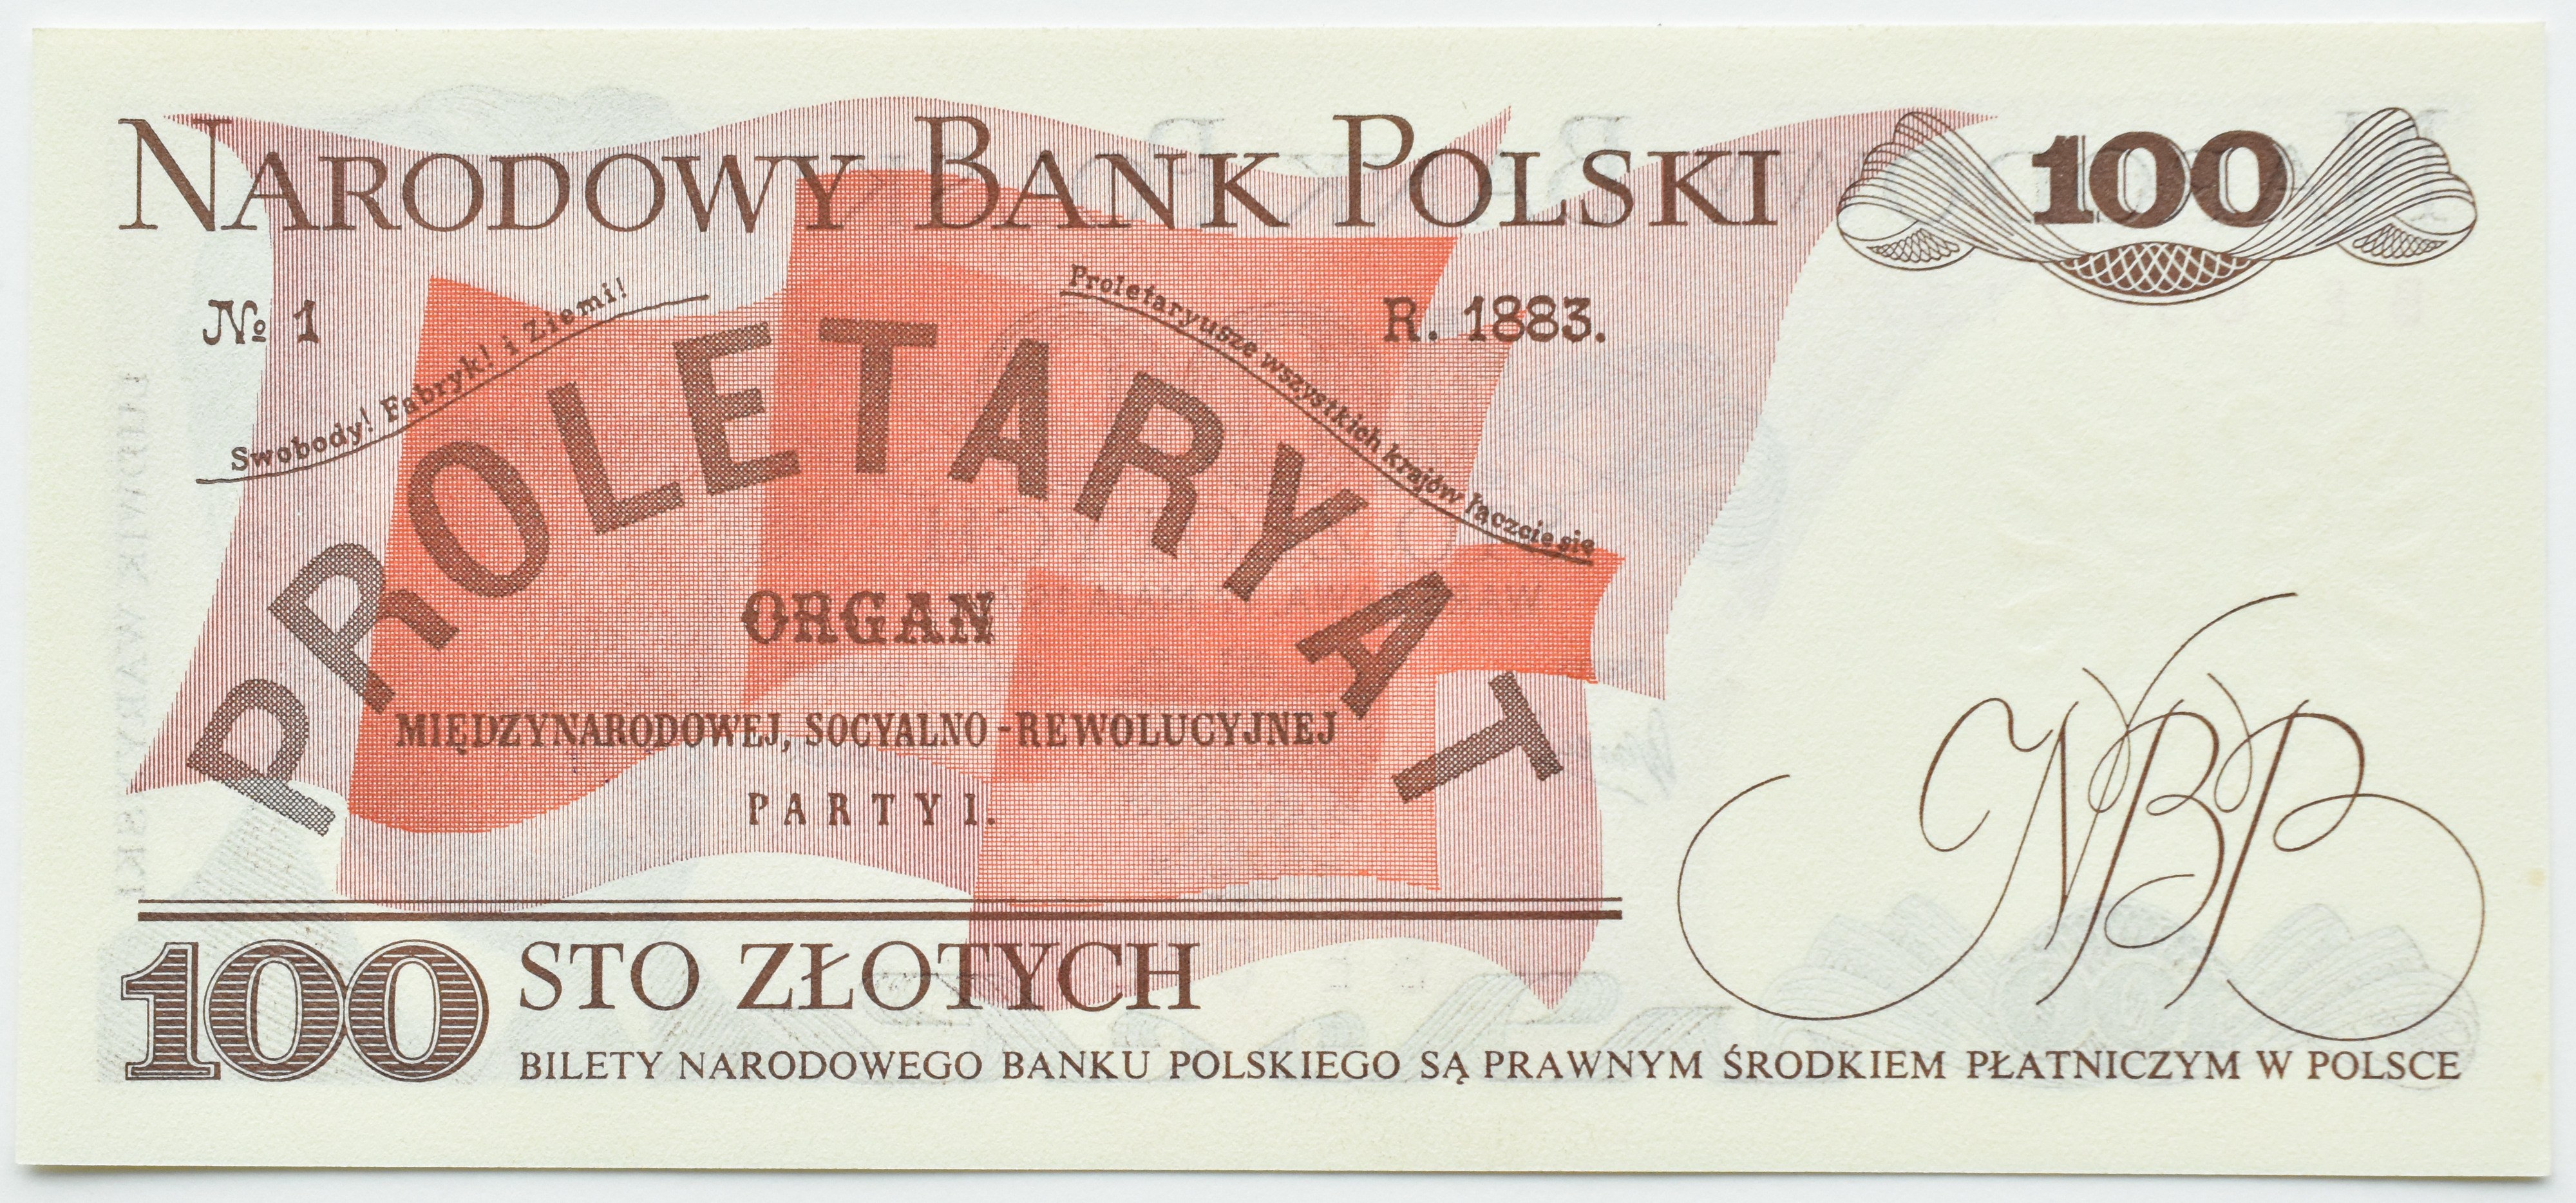 NARODOWY BANK POLSKI
100
№ 1
R. 1883.
Swobody! Fabryk! i Ziemi!
Proletaryusze wszystkich krajów łączcie się
PROLETARYAT
ORGAN
MIĘDZYNARODOWEJ, SOCYALNO-REWOLUCYJNEJ
PARTYI.
NBP
100 STO ZŁOTYCH
BILETY NARODOWEGO BANKU POLSKIEGO SĄ PRAWNYM ŚRODKIEM PŁATNICZYM W POLSCE